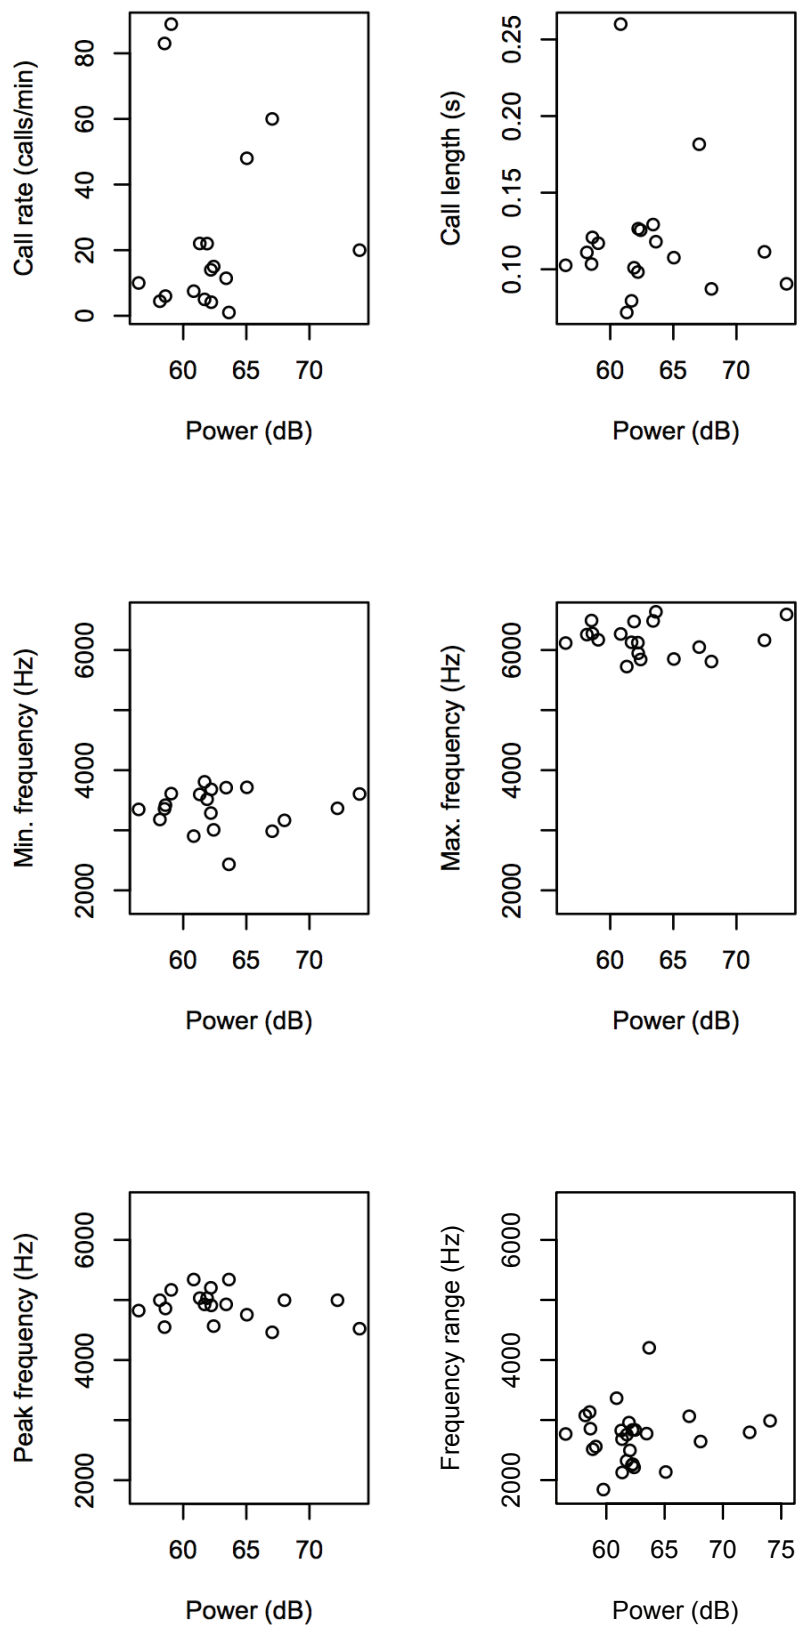 Call rate (calls/min)
0 20 40 60 80
60 65 70
Power (dB)
Call length (s)
0.10 0.15 0.20 0.25
60 65 70
Power (dB)
Min. frequency (Hz)
2000 4000 6000
60 65 70
Power (dB)
Max. frequency (Hz)
2000 4000 6000
60 65 70
Power (dB)
Peak frequency (Hz)
2000 4000 6000
60 65 70
Power (dB)
Frequency range (Hz)
2000 4000 6000
60 65 70 75
Power (dB)